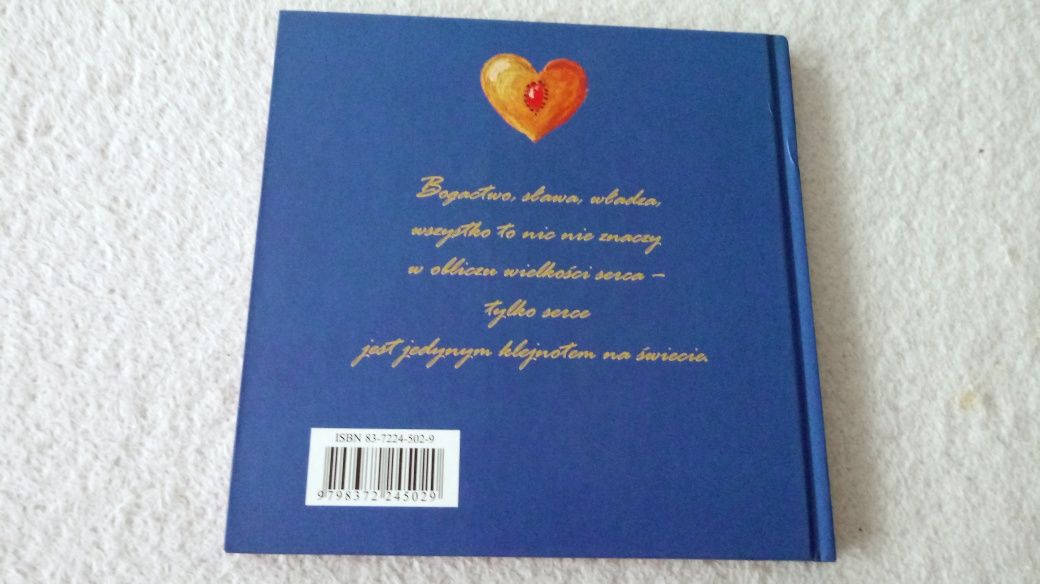 Bogactwo, sława, władza,
wszystko to nic nie znaczy
w obliczu wielkości serca –
tylko serce
jest jedynym klejnotem na świecie.
ISBN 83-7224-502-9
9 798372 245029